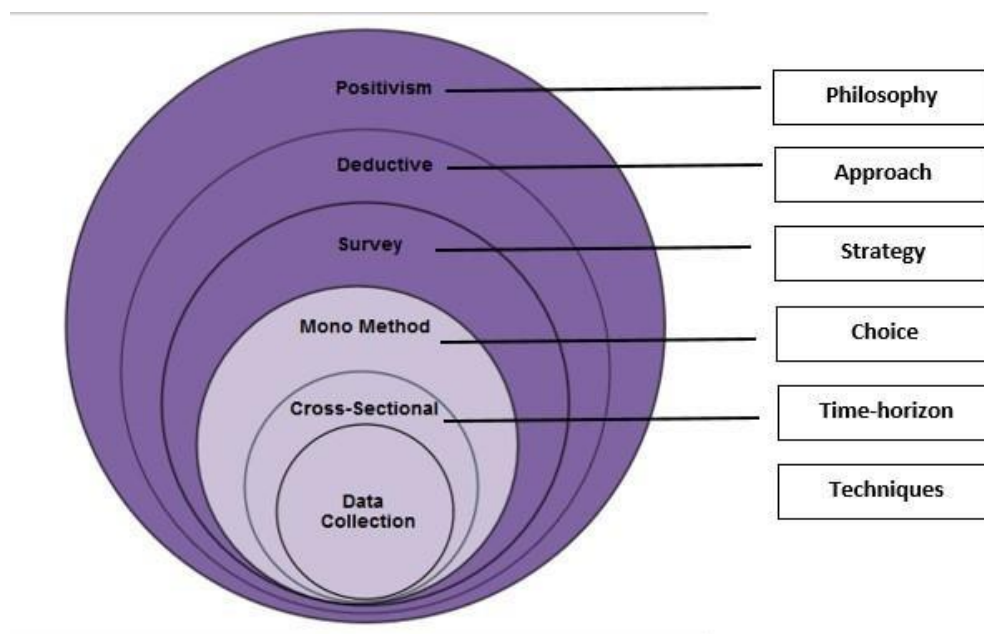 Positivism
Philosophy
Deductive
Approach
Survey
Strategy
Mono Method
Choice
Cross-Sectional
Time-horizon
Data
Collection
Techniques